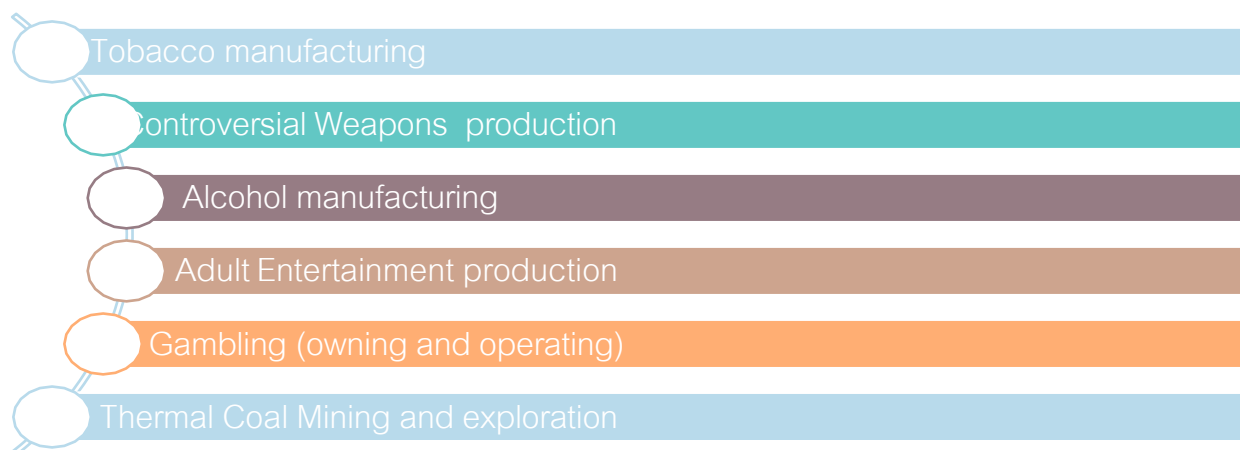 Tobacco manufacturing
Controversial Weapons  production
Alcohol manufacturing
Adult Entertainment production
Gambling (owning and operating)
Thermal Coal Mining and exploration